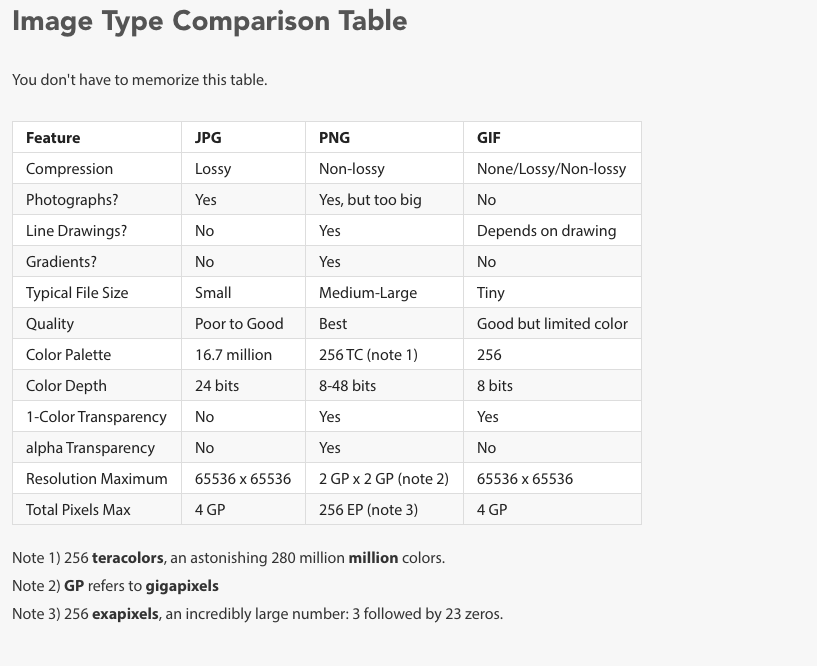 Image Type Comparison Table
You don't have to memorize this table.
Feature JPG PNG GIF
Compression Lossy Non-lossy None/Lossy/Non-lossy
Photographs? Yes Yes, but too big No
Line Drawings? No Yes Depends on drawing
Gradients? No Yes No
Typical File Size Small Medium-Large Tiny
Quality Poor to Good Best Good but limited color
Color Palette 16.7 million 256 TC (note 1) 256
Color Depth 24 bits 8-48 bits 8 bits
1-Color Transparency No Yes Yes
alpha Transparency No Yes No
Resolution Maximum 65536 x 65536 2 GP x 2 GP (note 2) 65536 x 65536
Total Pixels Max 4 GP 256 EP (note 3) 4 GP
Note 1) 256 teracolors, an astonishing 280 million million colors.
Note 2) GP refers to gigapixels
Note 3) 256 exapixels, an incredibly large number: 3 followed by 23 zeros.